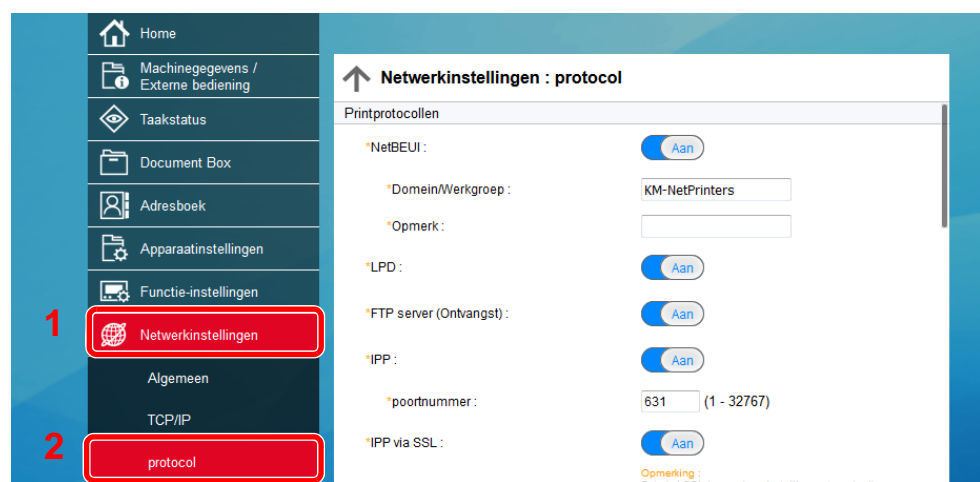 Home
Machinegegevens /
Externe bediening
Taakstatus
Document Box
Adresboek
Apparaatinstellingen
Functie-instellingen
1
Netwerkinstellingen
Algemeen
TCP/IP
2
protocol
Netwerkinstellingen : protocol
Printprotocollen
*NetBEUI : Aan
*Domein/Werkgroep : KM-NetPrinters
*Opmerk :
*LPD : Aan
*FTP server (Ontvangst) : Aan
*IPP : Aan
*poortnummer : 631 (1 - 32767)
*IPP via SSL : Aan
Opmerking :